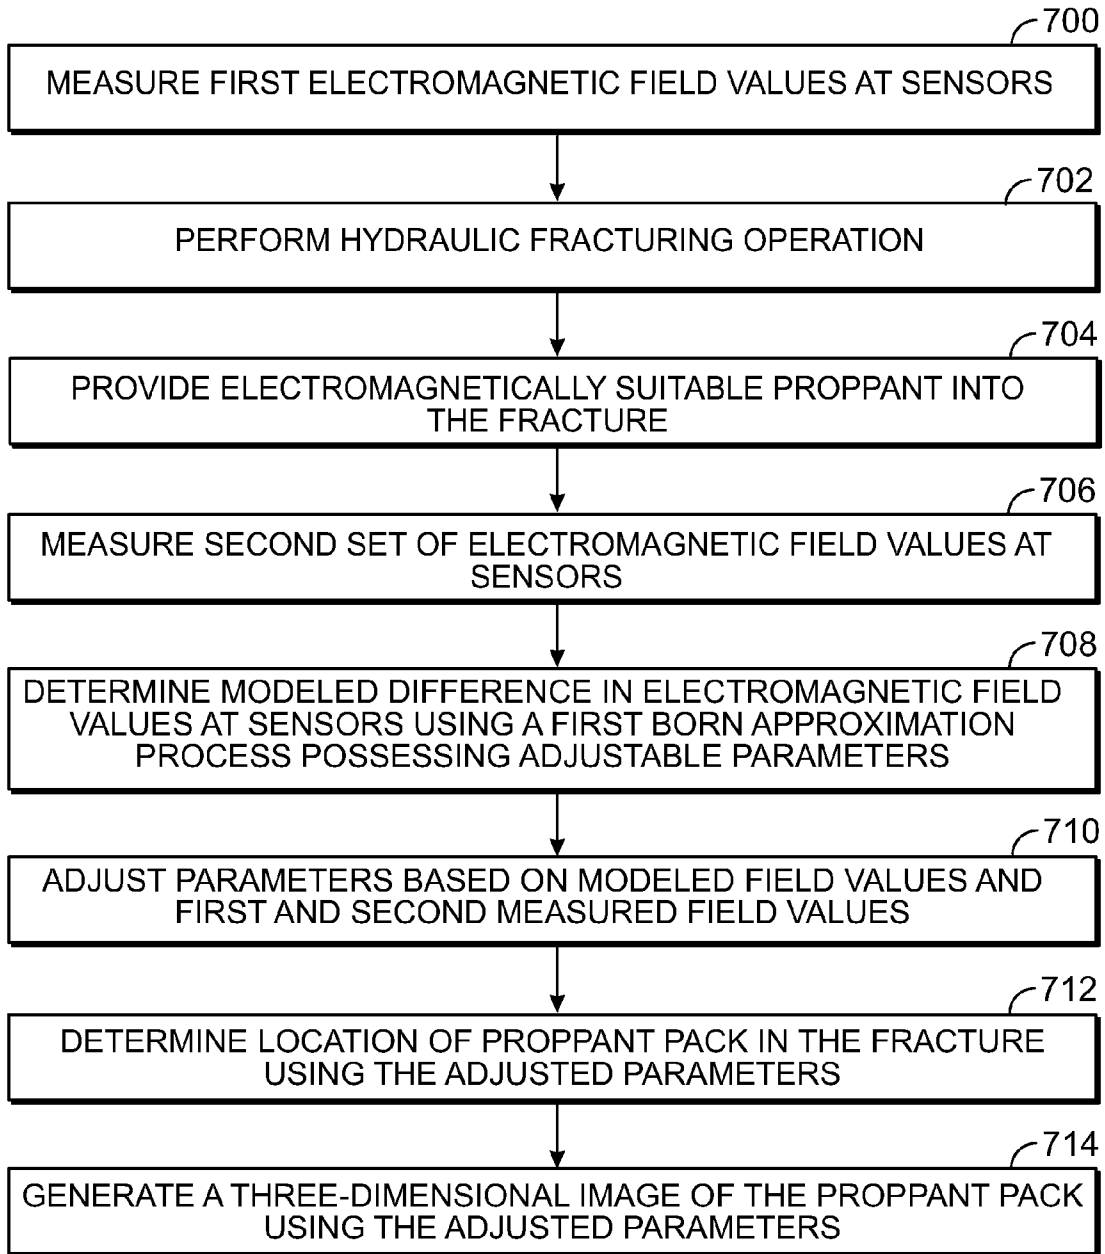 700
MEASURE FIRST ELECTROMAGNETIC FIELD VALUES AT SENSORS
702
PERFORM HYDRAULIC FRACTURING OPERATION
704
PROVIDE ELECTROMAGNETICALLY SUITABLE PROPPANT INTO
THE FRACTURE
706
MEASURE SECOND SET OF ELECTROMAGNETIC FIELD VALUES AT
SENSORS
708
DETERMINE MODELED DIFFERENCE IN ELECTROMAGNETIC FIELD
VALUES AT SENSORS USING A FIRST BORN APPROXIMATION
PROCESS POSSESSING ADJUSTABLE PARAMETERS
710
ADJUST PARAMETERS BASED ON MODELED FIELD VALUES AND
FIRST AND SECOND MEASURED FIELD VALUES
712
DETERMINE LOCATION OF PROPPANT PACK IN THE FRACTURE
USING THE ADJUSTED PARAMETERS
714
GENERATE A THREE-DIMENSIONAL IMAGE OF THE PROPPANT PACK
USING THE ADJUSTED PARAMETERS